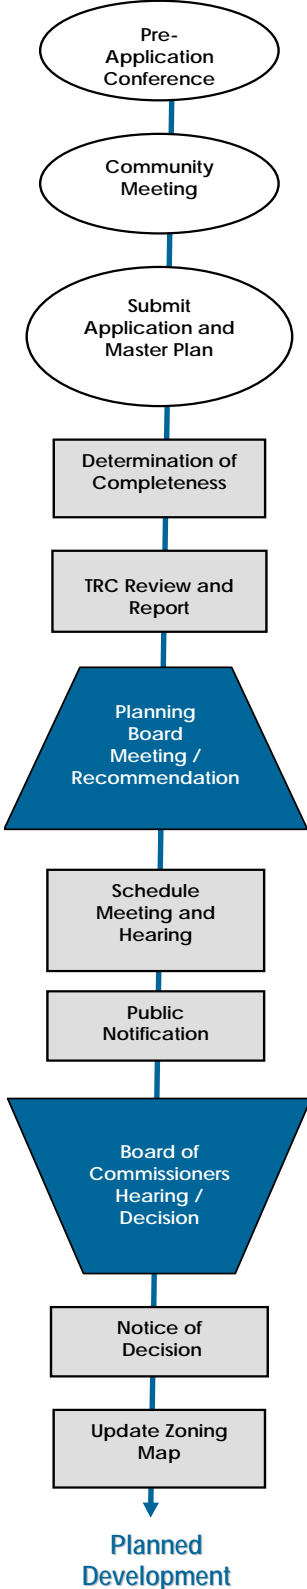 Pre-
Application
Conference
Community
Meeting
Submit
Application and
Master Plan
Determination of
Completeness
TRC Review and
Report
Planning
Board
Meeting /
Recommendation
Schedule
Meeting and
Hearing
Public
Notification
Board of
Commissioners
Hearing /
Decision
Notice of
Decision
Update Zoning
Map
Planned
Development